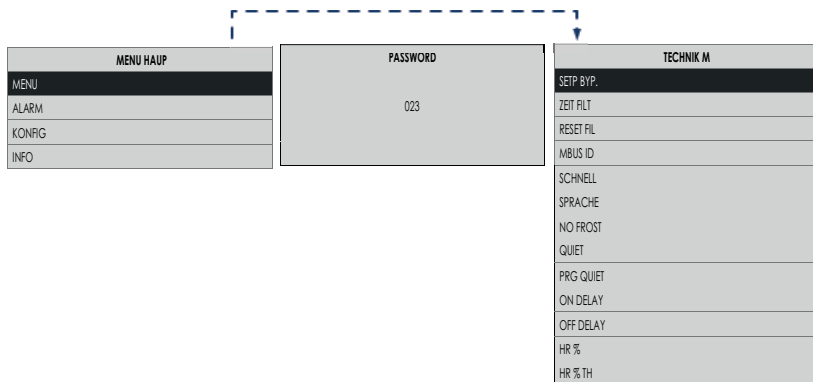 MENU HAUP
MENU
ALARM
KONFIG
INFO
PASSWORD
023
TECHNIK M
SETP BYP.
ZEIT FILT
RESET FIL
MBUS ID
SCHNELL
SPRACHE
NO FROST
QUIET
PRG QUIET
ON DELAY
OFF DELAY
HR %
HR % TH